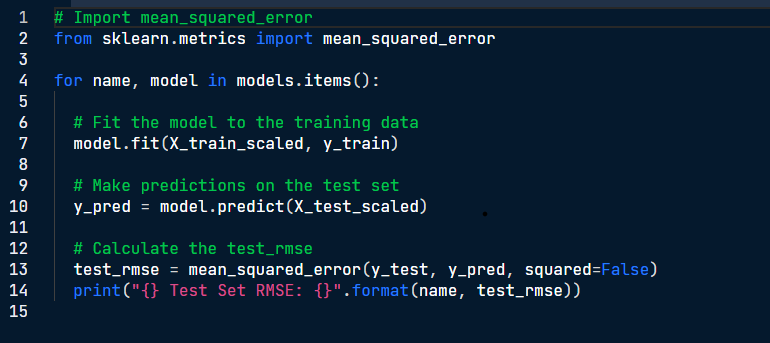 1 # Import mean_squared_error
2 from sklearn.metrics import mean_squared_error
3
4 for name, model in models.items():
5
6   # Fit the model to the training data
7   model.fit(X_train_scaled, y_train)
8
9   # Make predictions on the test set
10   y_pred = model.predict(X_test_scaled)
11
12   # Calculate the test_rmse
13   test_rmse = mean_squared_error(y_test, y_pred, squared=False)
14   print("{} Test Set RMSE: {}".format(name, test_rmse))
15